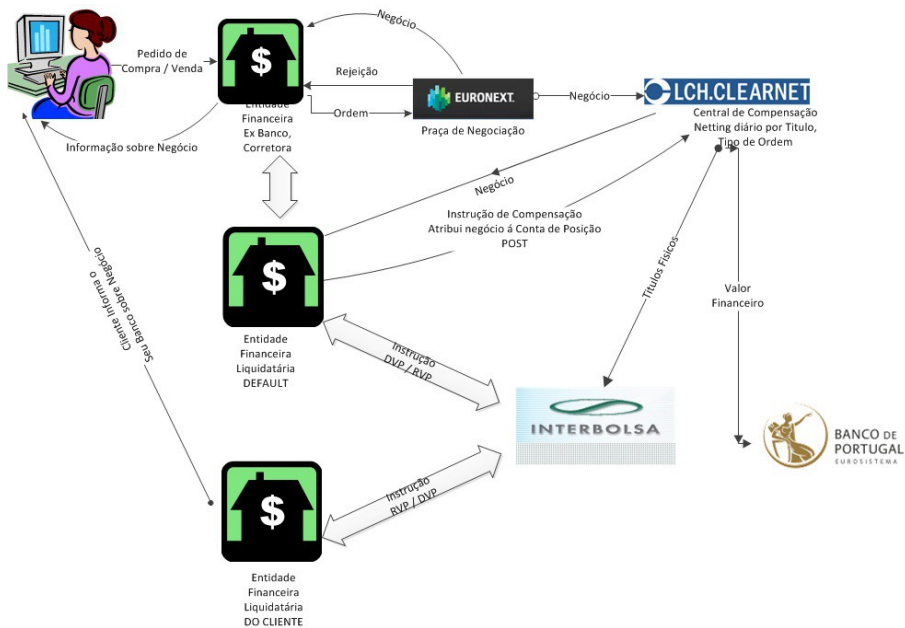 Negócio
Pedido de
Compra / Venda
$
Rejeição
EURONEXT.
Negócio
LCH.CLEARNET
Ordem
Entidade
Financeira
Ex Banco,
Corretora
Praça de Negociação
Central de Compensação
Netting diário por Titulo,
Tipo de Ordem
Informação sobre Negócio
Negócio
Instrução de Compensação
Atribui negócio á Conta de Posição
POST
$
Titulos Fisicos
Valor
Financeiro
Cliente Informa o
Seu Banco sobre Negócio
Entidade
Financeira
Liquidatária
DEFAULT
Instrução
DVP / RVP
INTERBOLSA
BANCO DE
PORTUGAL
EUROSISTEMA
Instrução
RVP / DVP
$
Entidade
Financeira
Liquidatária
DO CLIENTE